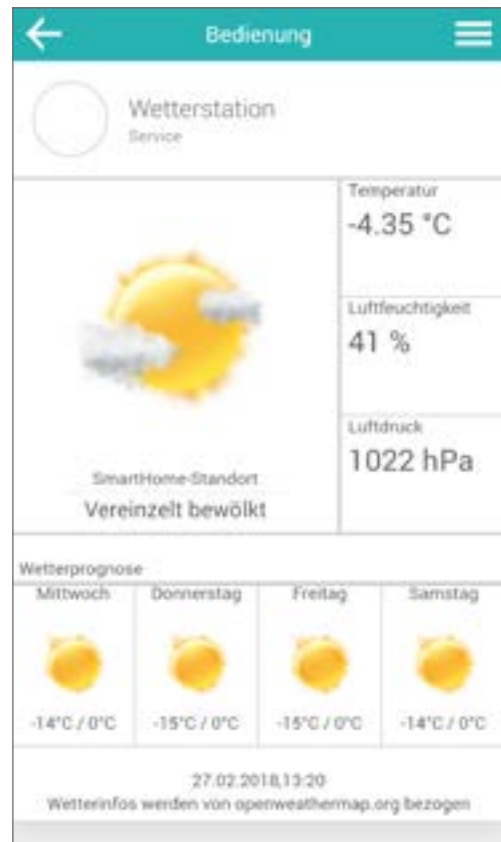 Bedienung
Wetterstation
Service
Temperatur
-4.35 °C
Luftfeuchtigkeit
41 %
Luftdruck
1022 hPa
SmartHome-Standort
Vereinzelt bewölkt
Wetterprognose
Mittwoch Donnerstag Freitag Samstag
-14°C / 0°C -15°C / 0°C -15°C / 0°C -14°C / 0°C
27.02.2018,13:20
Wetterinfos werden von openweathermap.org bezogen